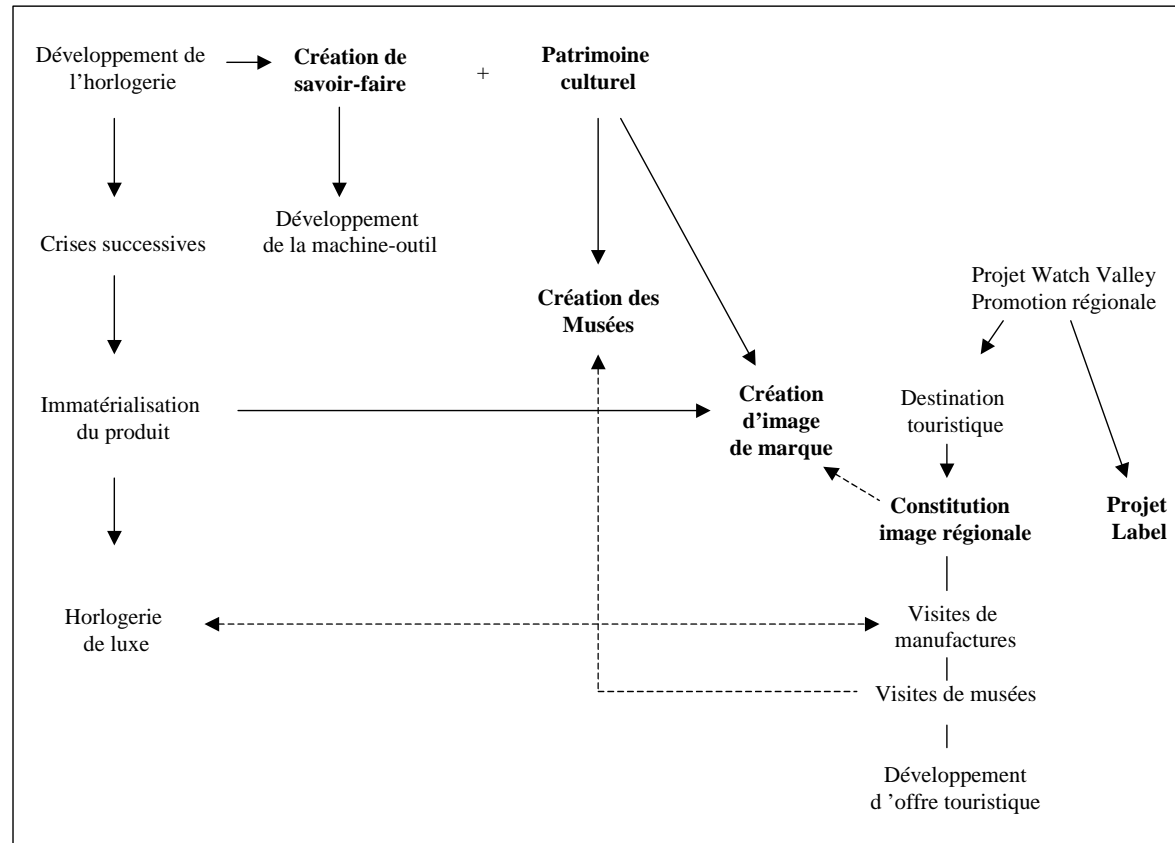 Développement de
l’horlogerie
Création de
savoir-faire
+
Patrimoine
culturel
Crises successives
Développement
de la machine-outil
Création des
Musées
Projet Watch Valley
Promotion régionale
Immatérialisation
du produit
Création
d’image
de marque
Destination
touristique
Constitution
image régionale
Projet
Label
Horlogerie
de luxe
Visites de
manufactures
Visites de musées
Développement
d ’offre touristique